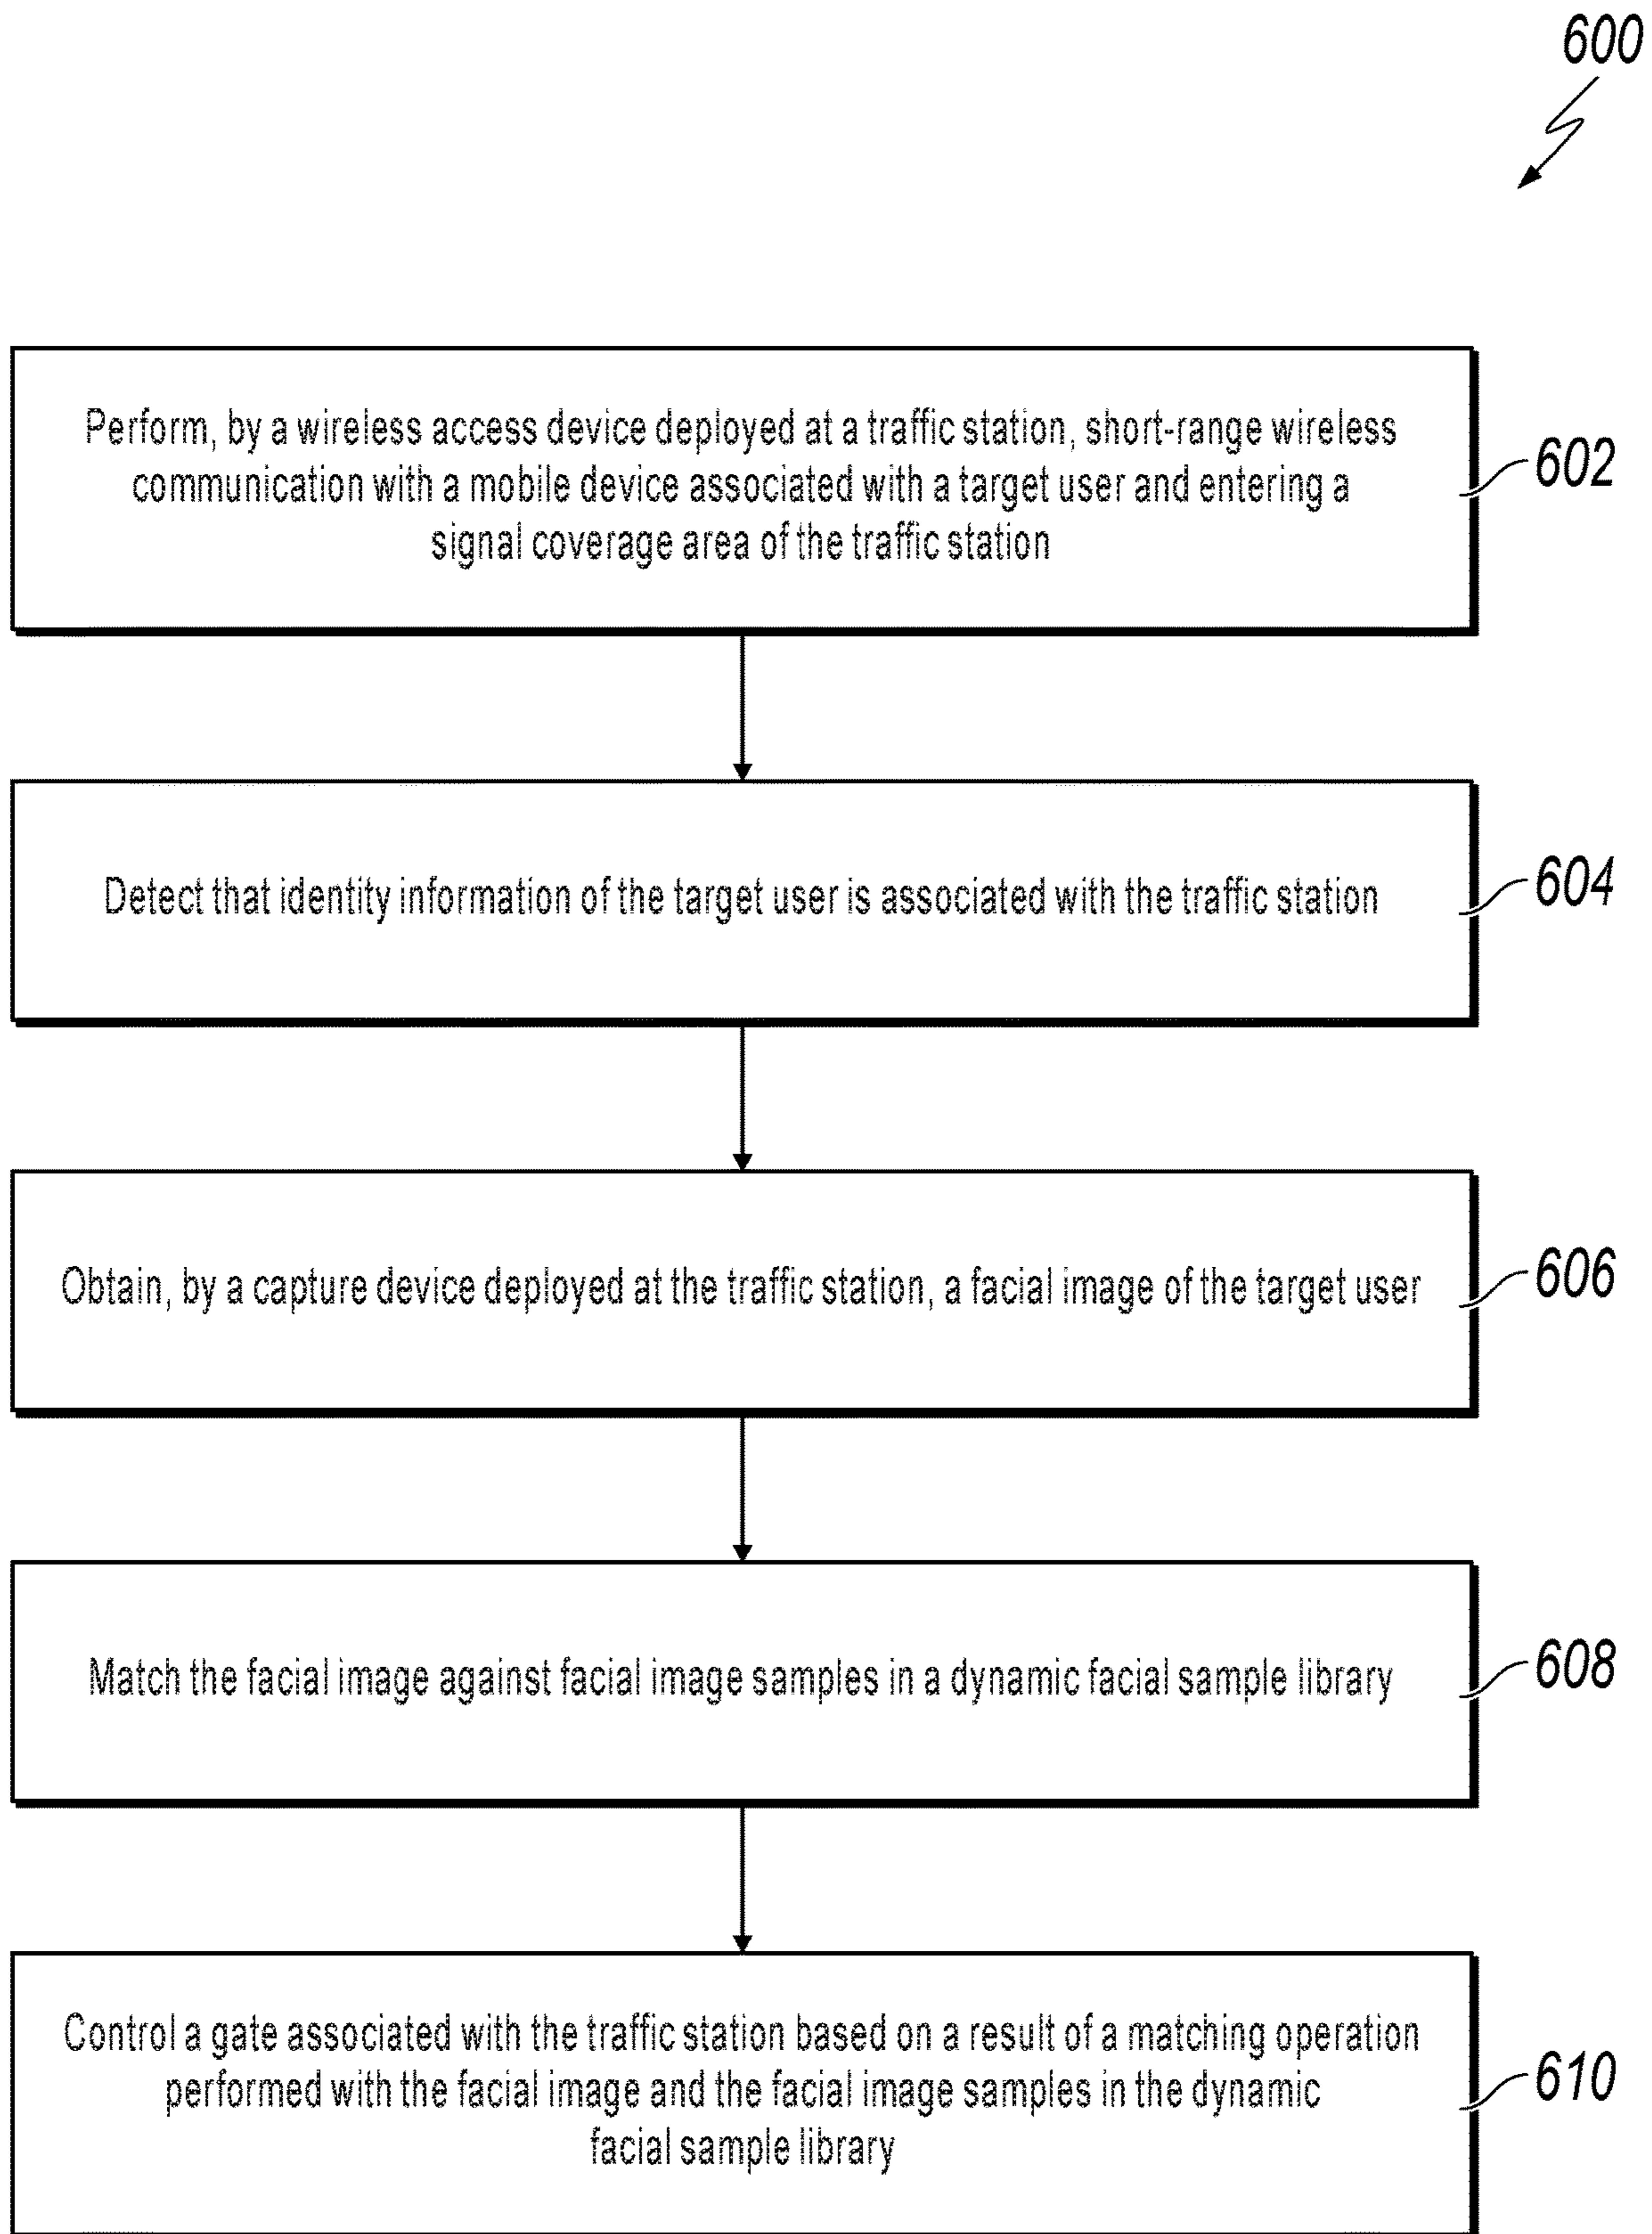 600
Perform, by a wireless access device deployed at a traffic station, short-range wireless
communication with a mobile device associated with a target user and entering a
signal coverage area of the traffic station
602
Detect that identity information of the target user is associated with the traffic station
604
Obtain, by a capture device deployed at the traffic station, a facial image of the target user
606
Match the facial image against facial image samples in a dynamic facial sample library
608
Control a gate associated with the traffic station based on a result of a matching operation
performed with the facial image and the facial image samples in the dynamic
facial sample library
610